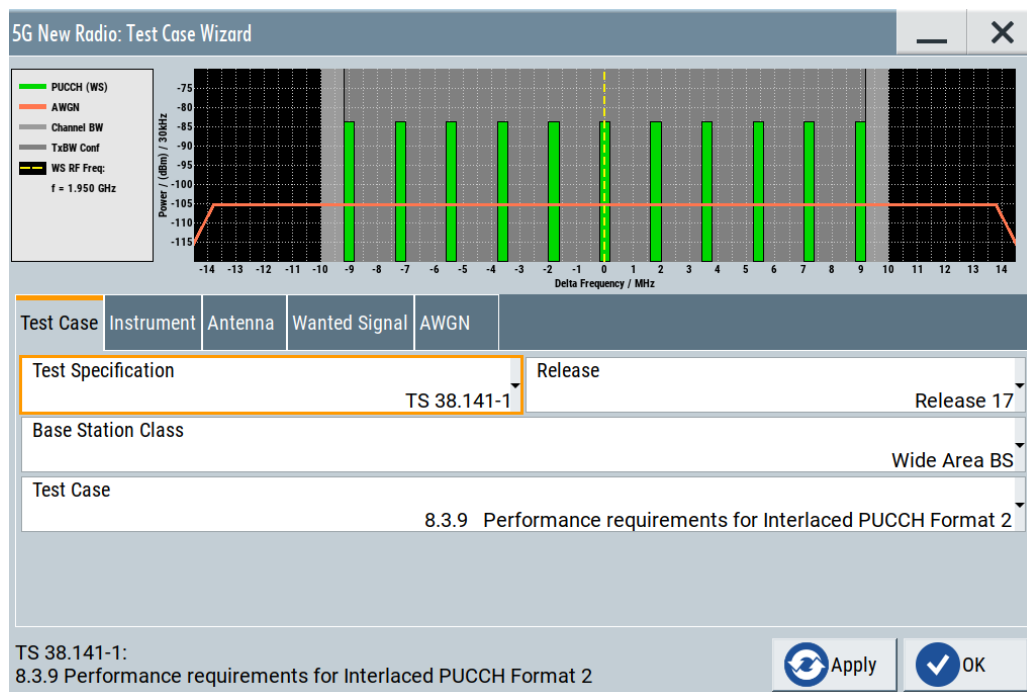 5G New Radio: Test Case Wizard
PUCCH (WS)
AWGN
Channel BW
TxBW Conf
WS RF Freq:
f = 1.950 GHz
Power / (dBm) / 30kHz
-75
-80
-85
-90
-95
-100
-105
-110
-115
-14 -13 -12 -11 -10 -9 -8 -7 -6 -5 -4 -3 -2 -1 0 1 2 3 4 5 6 7 8 9 10 11 12 13 14
Delta Frequency / MHz
Test Case Instrument Antenna Wanted Signal AWGN
Test Specification
TS 38.141-1
Release
Release 17
Base Station Class
Wide Area BS
Test Case
8.3.9 Performance requirements for Interlaced PUCCH Format 2
TS 38.141-1:
8.3.9 Performance requirements for Interlaced PUCCH Format 2
Apply
OK